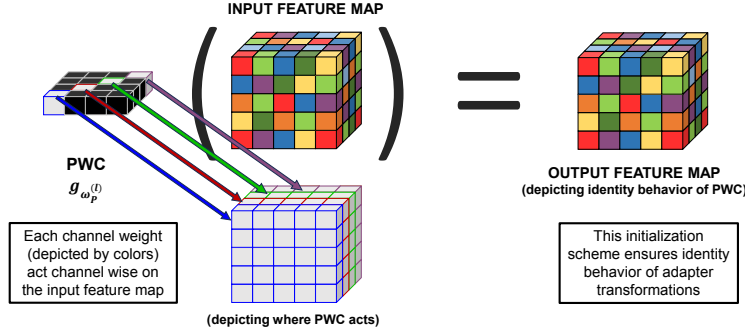 INPUT FEATURE MAP
PWC
g_{ω_P^{(l)}}
Each channel weight
(depicted by colors)
act channel wise on
the input feature map
(depicting where PWC acts)
=
OUTPUT FEATURE MAP
(depicting identity behavior of PWC)
This initialization
scheme ensures identity
behavior of adapter
transformations